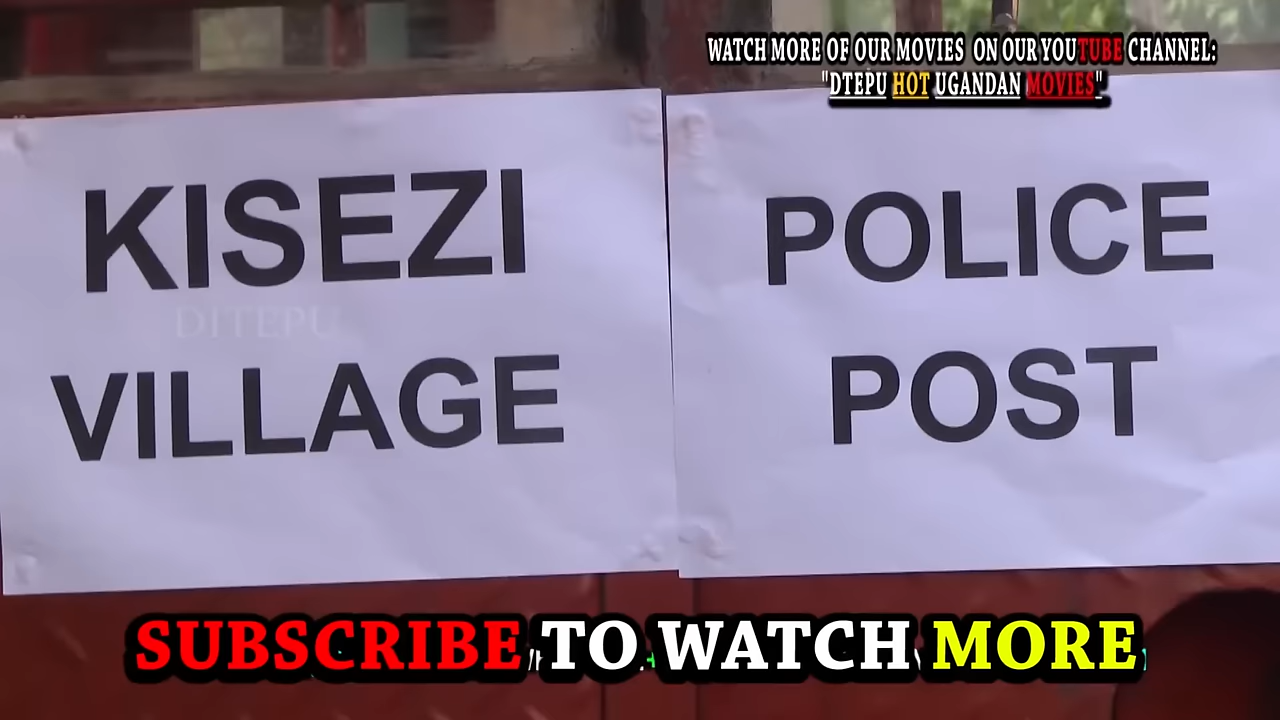 WATCH MORE OF OUR MOVIES ON OUR YOUTUBE CHANNEL:
"DTEPU HOT UGANDAN MOVIES"
KISEZI
VILLAGE
POLICE
POST
DITEPU
SUBSCRIBE TO WATCH MORE